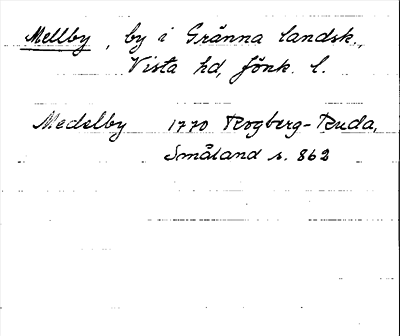 Mellby, by i Gränna landsk.,
Vista hd, Jönk. l.
Medelby 1770 Rogberg-Ruda,
Småland s. 862